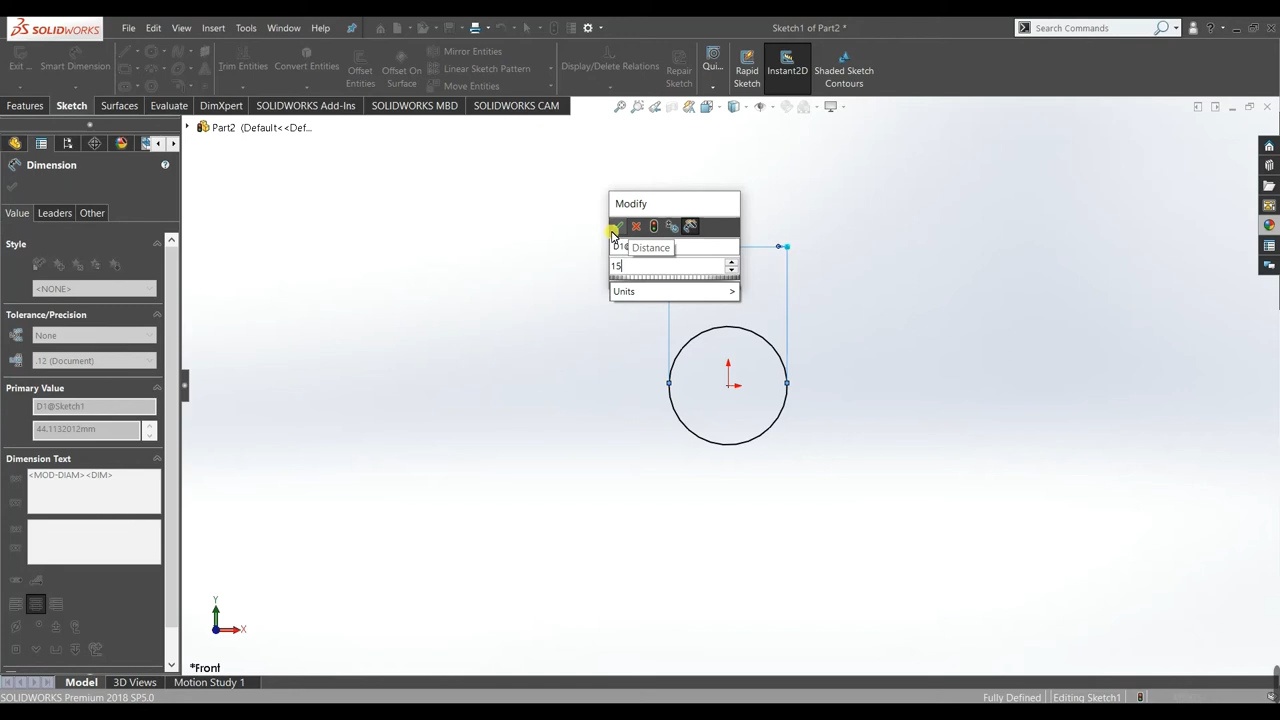 SOLIDWORKS
File Edit View Insert Tools Window Help
Sketch1 of Part2 *
Search Commands
Exit ...
Smart Dimension
Trim Entities
Convert Entities
Offset Entities
Offset On Surface
Mirror Entities
Linear Sketch Pattern
Move Entities
Display/Delete Relations
Repair Sketch
Qui...
Rapid Sketch
Instant2D
Shaded Sketch Contours
Features Sketch Surfaces Evaluate DimXpert SOLIDWORKS Add-Ins SOLIDWORKS MBD SOLIDWORKS CAM
Part2 (Default<<Def...
Dimension
Value Leaders Other
Style
<NONE>
Tolerance/Precision
None
.12 (Document)
Primary Value
D1@Sketch1
44.1132012mm
Dimension Text
<MOD-DIAM><DIM>
Modify
Distance
15
Units >
Y
X
*Front
Model 3D Views Motion Study 1
SOLIDWORKS Premium 2018 SP5.0
Fully Defined Editing Sketch1